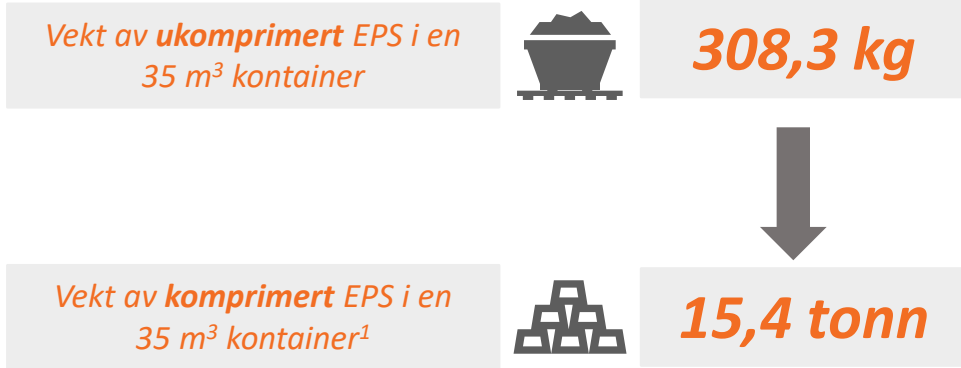 Vekt av ukomprimert EPS i en
35 m³ kontainer
308,3 kg
Vekt av komprimert EPS i en
35 m³ kontainer¹
15,4 tonn